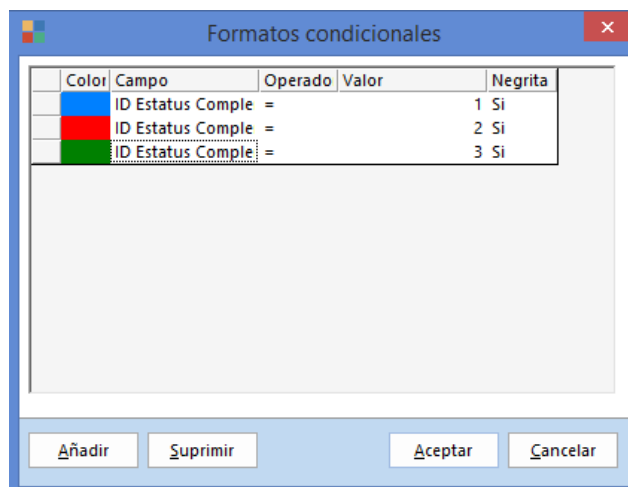 Formatos condicionales
Color Campo Operado Valor Negrita
ID Estatus Comple = 1 Si
ID Estatus Comple = 2 Si
ID Estatus Comple = 3 Si
Añadir Suprimir Aceptar Cancelar